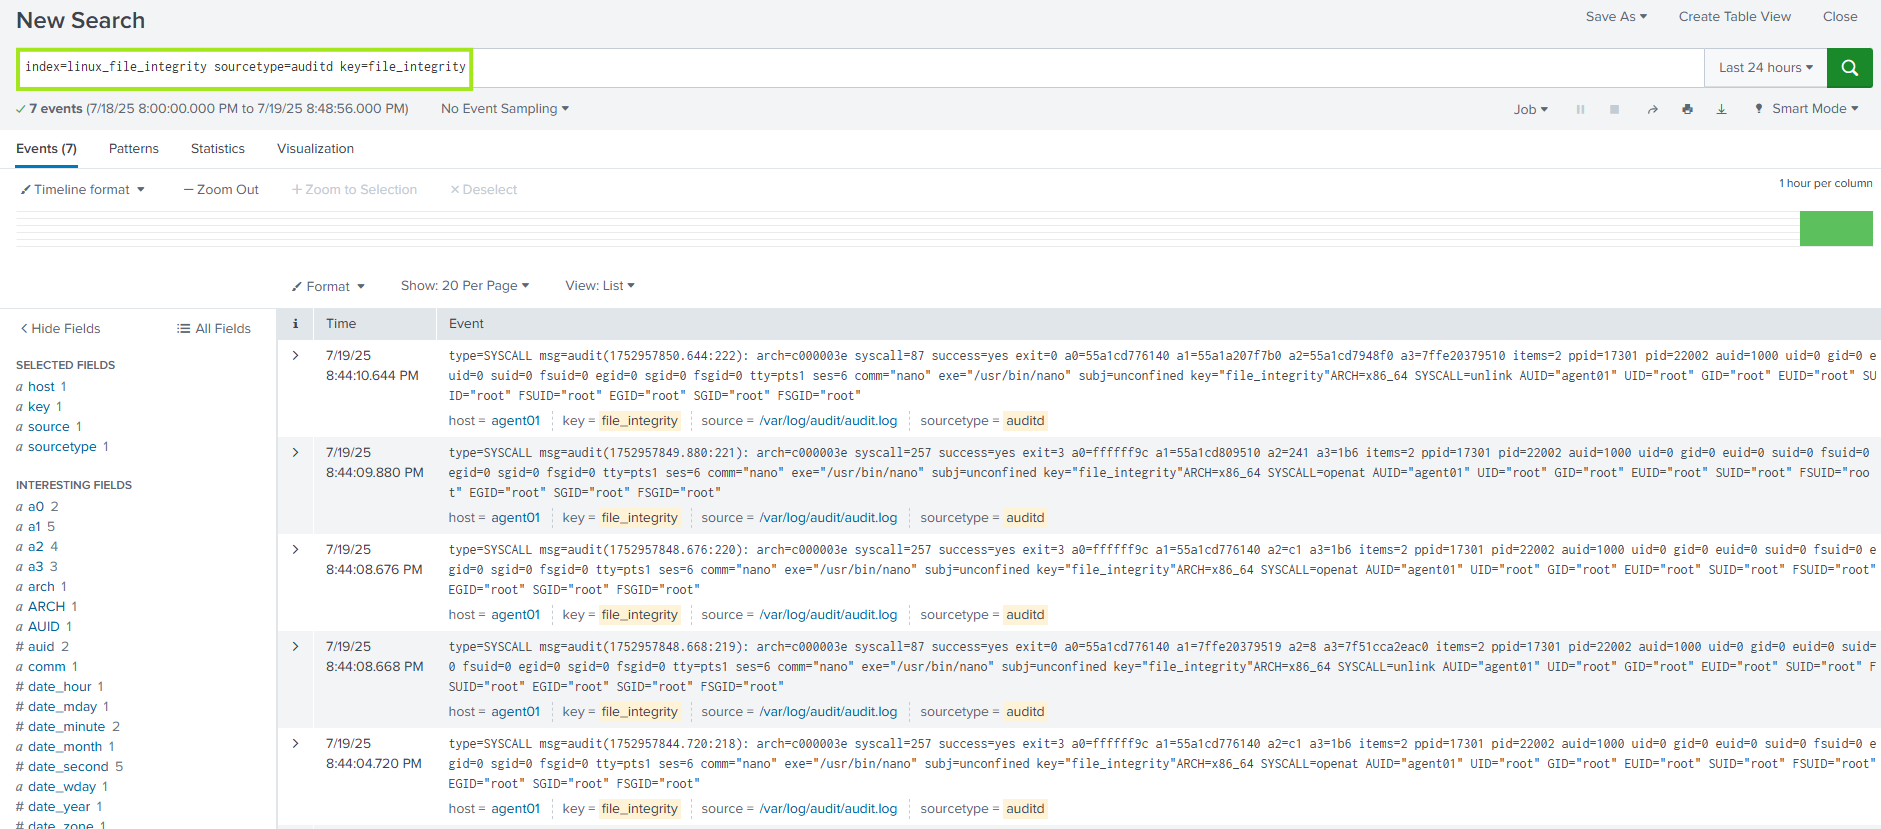 New Search
Save As
Create Table View
Close
index=linux_file_integrity sourcetype=auditd key=file_integrity
Last 24 hours
7 events (7/18/25 8:00:00.000 PM to 7/19/25 8:48:56.000 PM)
No Event Sampling
Job
Smart Mode
Events (7)
Patterns
Statistics
Visualization
Timeline format
— Zoom Out
+ Zoom to Selection
× Deselect
1 hour per column
Format
Show: 20 Per Page
View: List
< Hide Fields
All Fields
i
Time
Event
SELECTED FIELDS
a host 1
a key 1
a source 1
a sourcetype 1
INTERESTING FIELDS
a a0 2
a a1 5
a a2 4
a a3 3
a arch 1
a ARCH 1
a AUID 1
# auid 2
a comm 1
# date_hour 1
# date_mday 1
# date_minute 2
a date_month 1
# date_second 5
a date_wday 1
# date_year 1
# date_zone 1
7/19/25
8:44:10.644 PM
type=SYSCALL msg=audit(1752957850.644:222): arch=c000003e syscall=87 success=yes exit=0 a0=55a1cd776140 a1=55a1a207f7b0 a2=55a1cd7948f0 a3=7ffe20379510 items=2 ppid=17301 pid=22002 auid=1000 uid=0 gid=0 e
uid=0 suid=0 fsuid=0 egid=0 sgid=0 fsgid=0 tty=pts1 ses=6 comm="nano" exe="/usr/bin/nano" subj=unconfined key="file_integrity"ARCH=x86_64 SYSCALL=unlink AUID="agent01" UID="root" GID="root" EUID="root" SU
ID="root" FSUID="root" EGID="root" SGID="root" FSGID="root"
host = agent01 key = file_integrity source = /var/log/audit/audit.log sourcetype = auditd
7/19/25
8:44:09.880 PM
type=SYSCALL msg=audit(1752957849.880:221): arch=c000003e syscall=257 success=yes exit=3 a0=ffffff9c a1=55a1cd809510 a2=241 a3=1b6 items=2 ppid=17301 pid=22002 auid=1000 uid=0 gid=0 euid=0 suid=0 fsuid=0
egid=0 sgid=0 fsgid=0 tty=pts1 ses=6 comm="nano" exe="/usr/bin/nano" subj=unconfined key="file_integrity"ARCH=x86_64 SYSCALL=openat AUID="agent01" UID="root" GID="root" EUID="root" SUID="root" FSUID="roo
t" EGID="root" SGID="root" FSGID="root"
host = agent01 key = file_integrity source = /var/log/audit/audit.log sourcetype = auditd
7/19/25
8:44:08.676 PM
type=SYSCALL msg=audit(1752957848.676:220): arch=c000003e syscall=257 success=yes exit=3 a0=ffffff9c a1=55a1cd776140 a2=c1 a3=1b6 items=2 ppid=17301 pid=22002 auid=1000 uid=0 gid=0 euid=0 suid=0 fsuid=0 e
gid=0 sgid=0 fsgid=0 tty=pts1 ses=6 comm="nano" exe="/usr/bin/nano" subj=unconfined key="file_integrity"ARCH=x86_64 SYSCALL=openat AUID="agent01" UID="root" GID="root" EUID="root" SUID="root" FSUID="root"
EGID="root" SGID="root" FSGID="root"
host = agent01 key = file_integrity source = /var/log/audit/audit.log sourcetype = auditd
7/19/25
8:44:08.668 PM
type=SYSCALL msg=audit(1752957848.668:219): arch=c000003e syscall=87 success=yes exit=0 a0=55a1cd776140 a1=7ffe20379519 a2=8 a3=7f51cca2eac0 items=2 ppid=17301 pid=22002 auid=1000 uid=0 gid=0 euid=0 suid=
0 fsuid=0 egid=0 sgid=0 fsgid=0 tty=pts1 ses=6 comm="nano" exe="/usr/bin/nano" subj=unconfined key="file_integrity"ARCH=x86_64 SYSCALL=unlink AUID="agent01" UID="root" GID="root" EUID="root" SUID="root" F
SUID="root" EGID="root" SGID="root" FSGID="root"
host = agent01 key = file_integrity source = /var/log/audit/audit.log sourcetype = auditd
7/19/25
8:44:04.720 PM
type=SYSCALL msg=audit(1752957844.720:218): arch=c000003e syscall=257 success=yes exit=3 a0=ffffff9c a1=55a1cd776140 a2=c1 a3=1b6 items=2 ppid=17301 pid=22002 auid=1000 uid=0 gid=0 euid=0 suid=0 fsuid=0 e
gid=0 sgid=0 fsgid=0 tty=pts1 ses=6 comm="nano" exe="/usr/bin/nano" subj=unconfined key="file_integrity"ARCH=x86_64 SYSCALL=openat AUID="agent01" UID="root" GID="root" EUID="root" SUID="root" FSUID="root"
EGID="root" SGID="root" FSGID="root"
host = agent01 key = file_integrity source = /var/log/audit/audit.log sourcetype = auditd